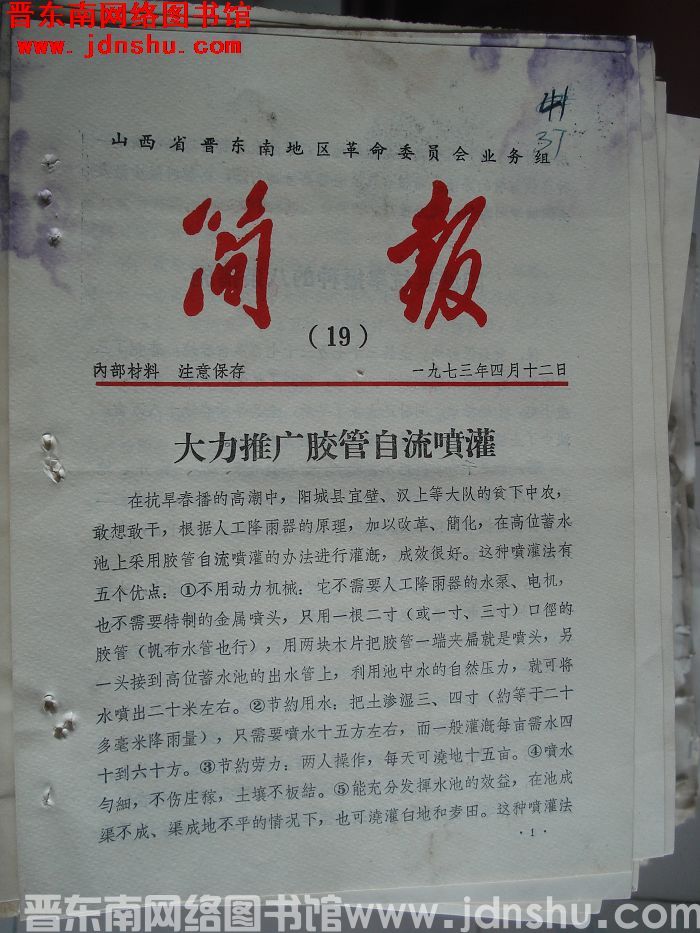 晋东南网络图书馆
www.jdnshu.com
37
山西省晋东南地区革命委员会业务组
简报
（19）
內部材料 注意保存 一九七三年四月十二日
大力推广胶管自流喷灌
在抗旱春播的高潮中，阳城县宜壁、汉上等大队的贫下中农，
敢想敢干，根据人工降雨器的原理，加以改革、簡化，在高位蓄水
池上采用胶管自流喷灌的办法进行灌溉，成效很好。这种喷灌法有
五个优点：①不用动力机械：它不需要人工降雨器的水泵、电机，
也不需要特制的金属喷头，只用一根二寸（或一寸、三寸）口徑的
胶管（帆布水管也行），用两块木片把胶管一端夹扁就是喷头，另
一头接到高位蓄水池的出水管上，利用池中水的自然压力，就可将
水喷出二十米左右。②节約用水：把土渗湿三、四寸（約等于二十
多毫米降雨量），只需要喷水十五方左右，而一般灌溉每亩需水四
十到六十方。③节約劳力：两人操作，每天可澆地十五亩。④喷水
匀細，不伤庄稼，土壤不板結。⑤能充分发揮水池的效益，在池成
渠不成、渠成地不平的情况下，也可澆灌白地和麦田。这种喷灌法
·1·
晋东南网络图书馆www.jdnshu.com